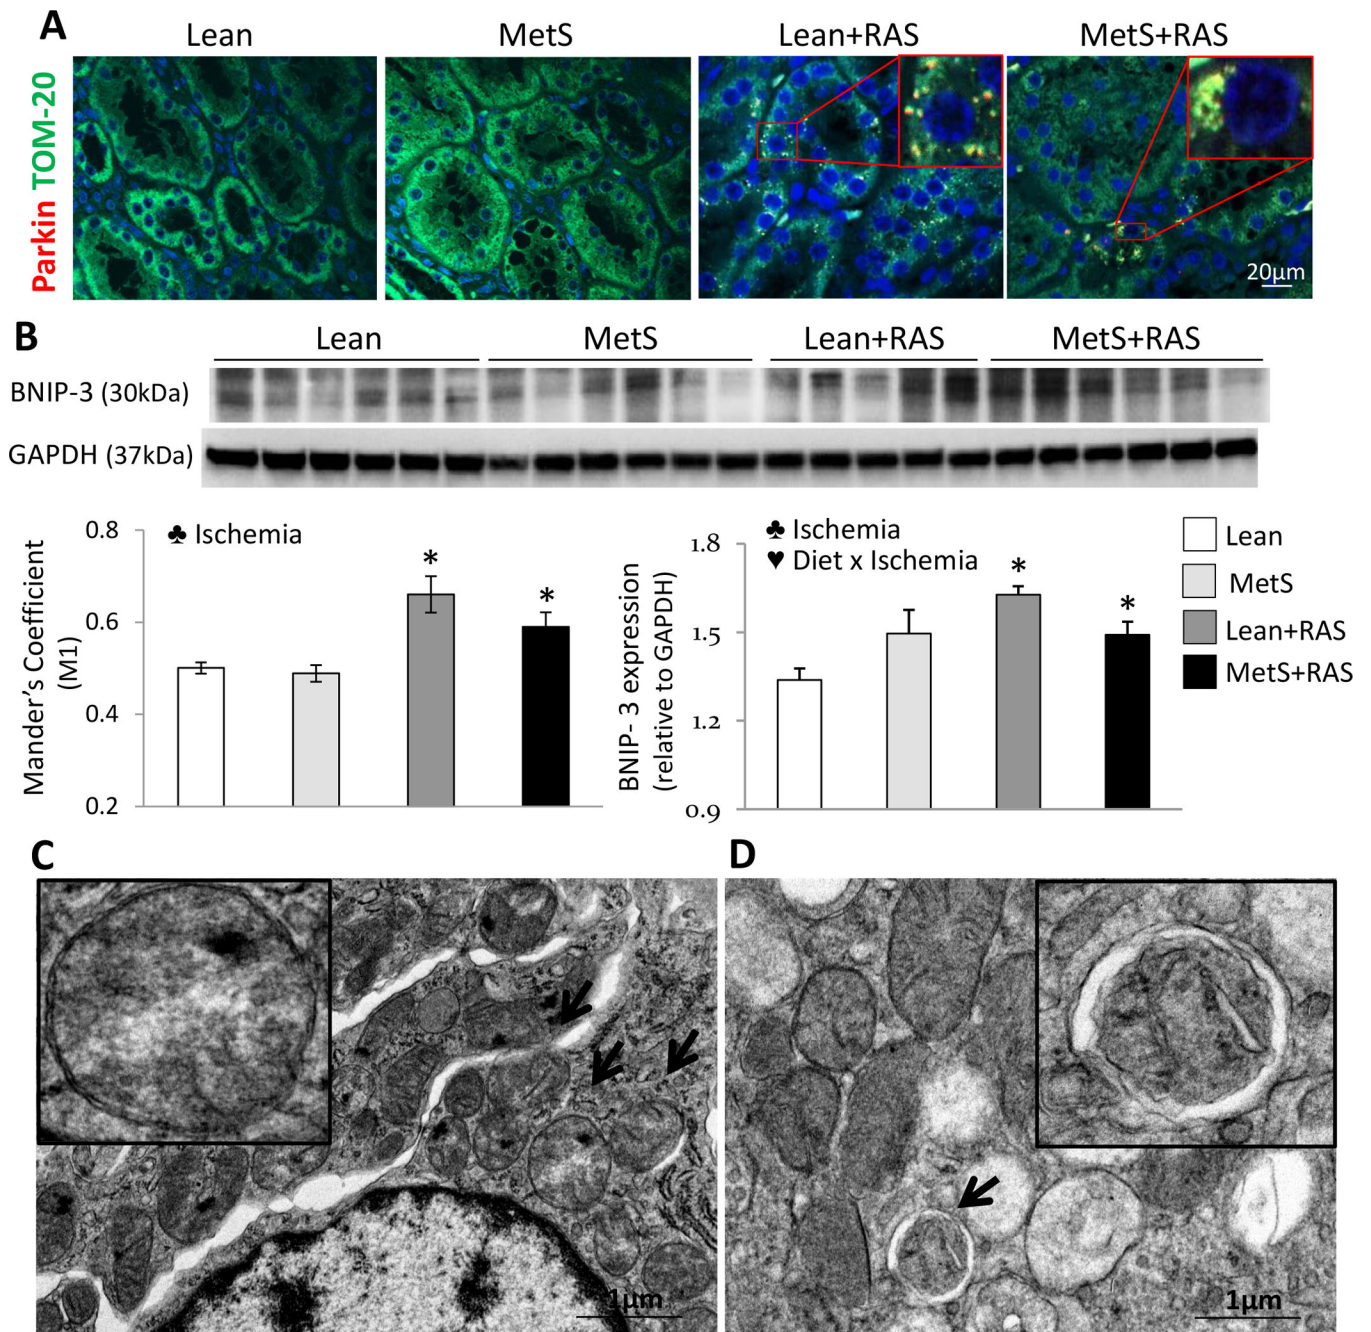 A
Lean MetS Lean+RAS MetS+RAS
Parkin TOM-20
20µm
B
Lean MetS Lean+RAS MetS+RAS
BNIP-3 (30kDa)
GAPDH (37kDa)
♣ Ischemia
Mander's Coefficient
(M1)
0.8
0.6
0.4
0.2
*
*
♣ Ischemia
♥ Diet x Ischemia
BNIP- 3 expression
(relative to GAPDH)
1.8
1.5
1.2
0.9
*
*
Lean
MetS
Lean+RAS
MetS+RAS
C
1µm
D
1µm